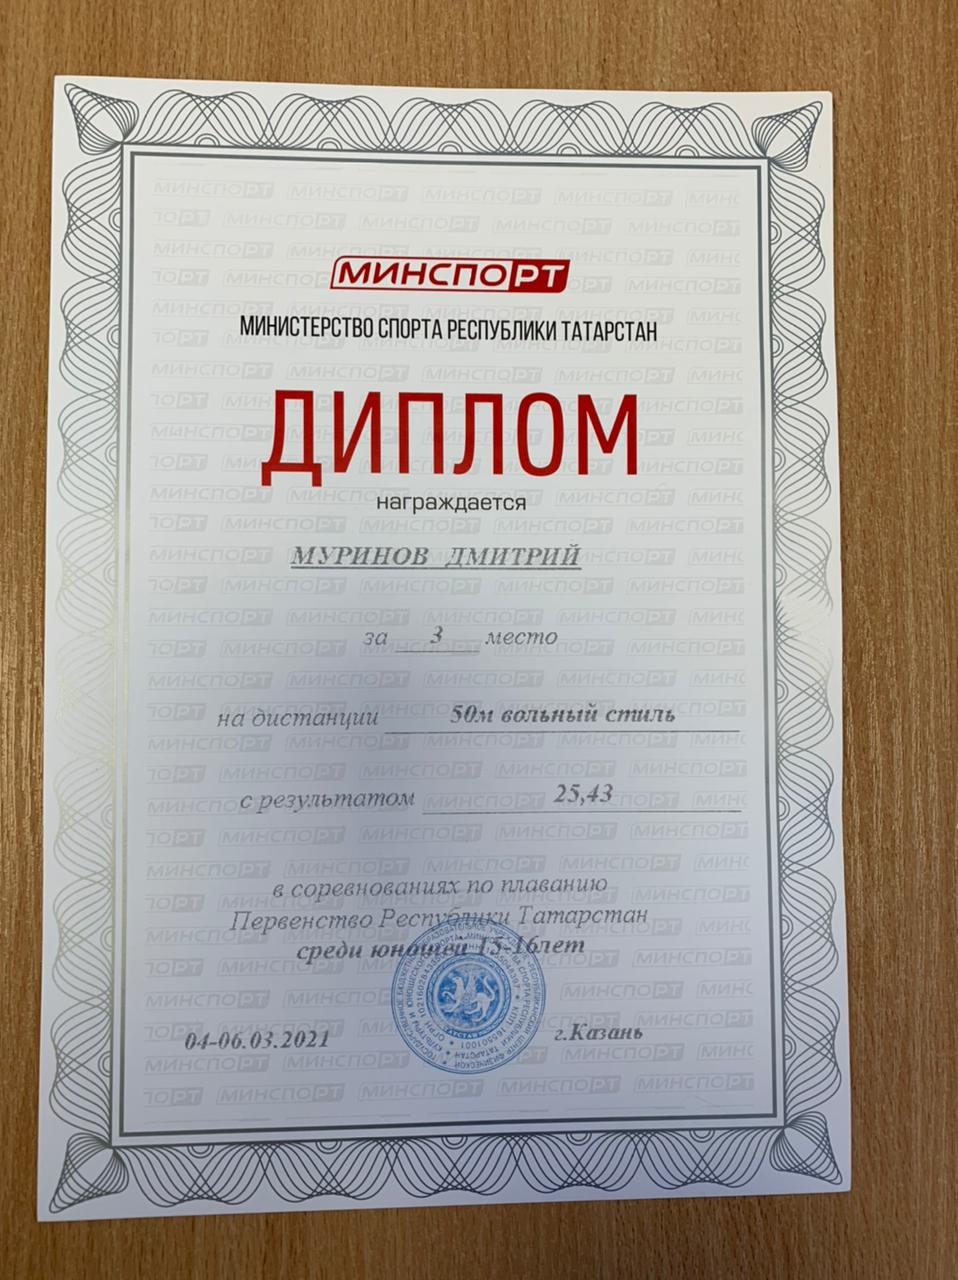 МИНСПОРТ
МИНИСТЕРСТВО СПОРТА РЕСПУБЛИКИ ТАТАРСТАН
ДИПЛОМ
награждается
МУРИНОВ ДМИТРИЙ
за 3 место
на дистанции 50м вольный стиль
с результатом 25,43
в соревнованиях по плаванию
Первенство Республики Татарстан
среди юношей 15-16лет
04-06.03.2021 г.Казань